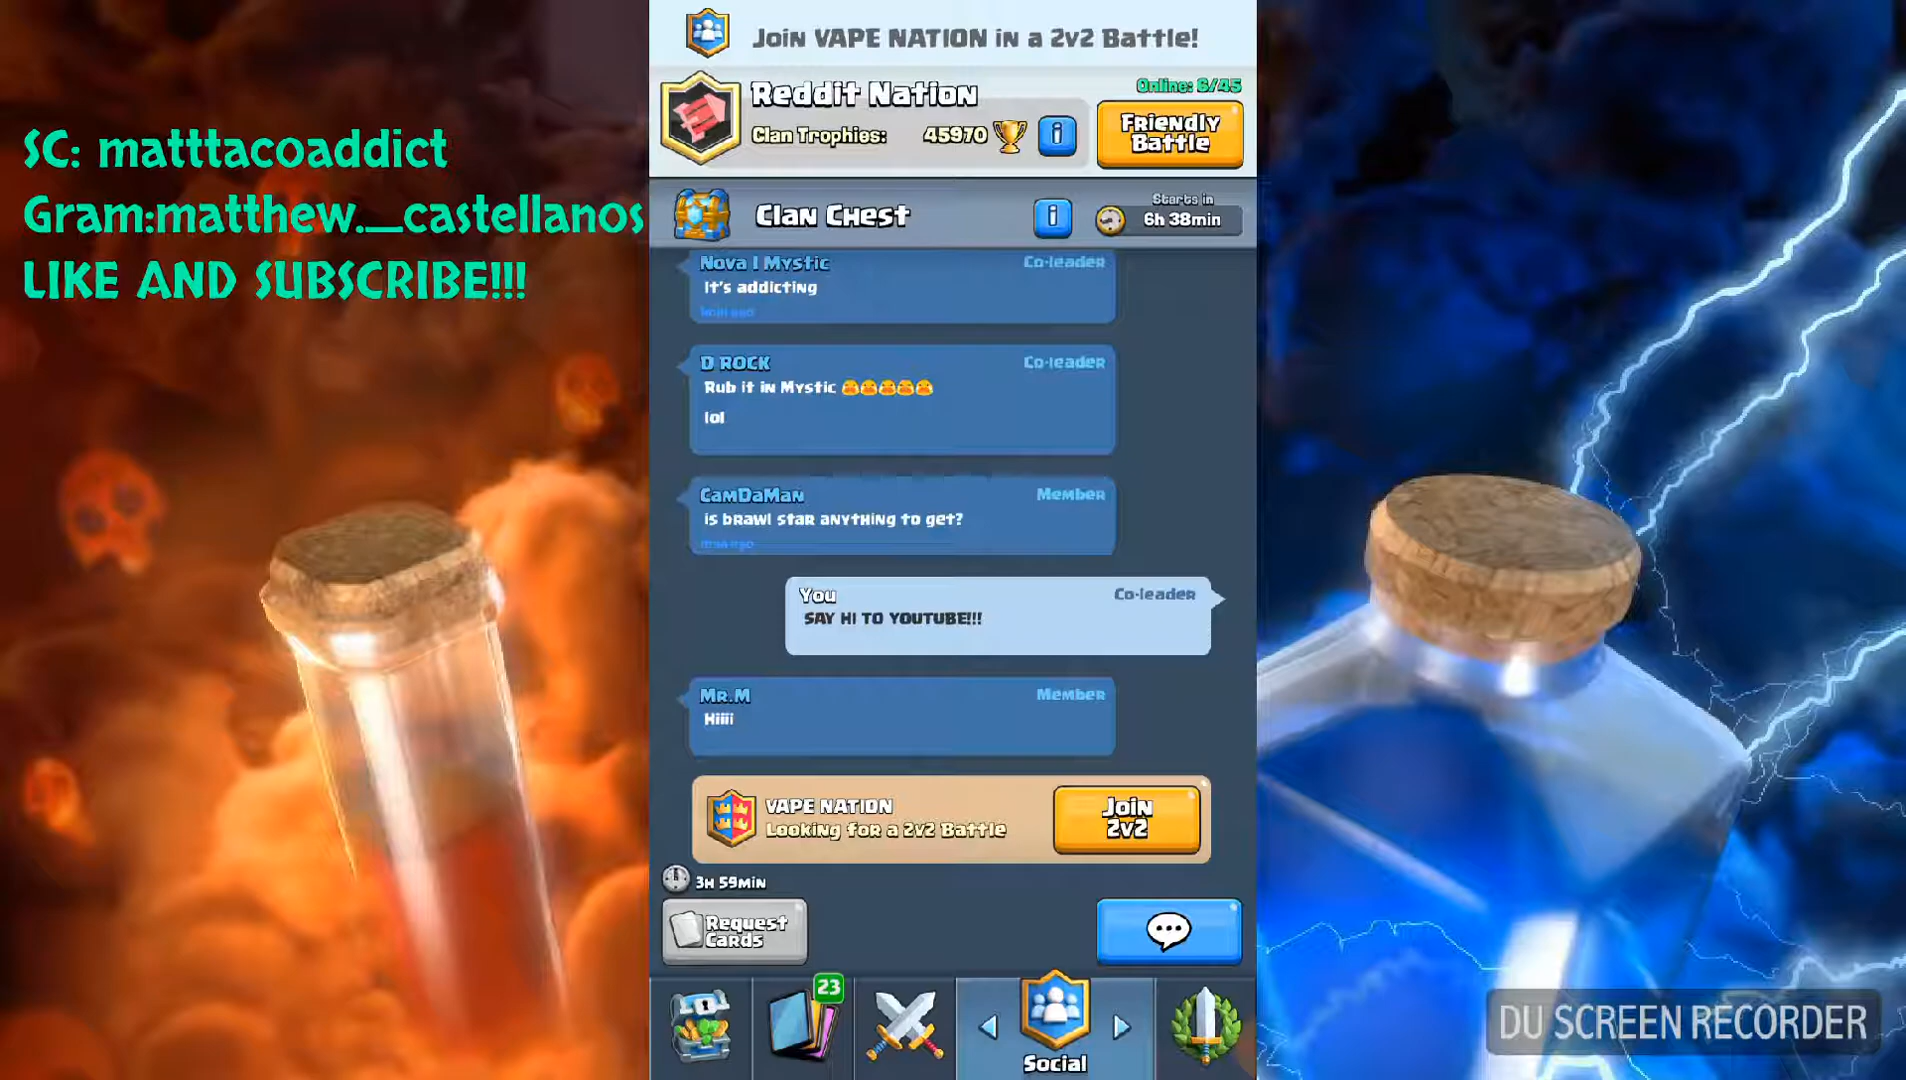 Join VAPE NATION in a 2v2 Battle!
SC: matttacoaddict
Gram:matthew._castellanos
LIKE AND SUBSCRIBE!!!
Reddit Nation
Online: 6/45
Clan Trophies: 45970
Friendly
Battle
Clan Chest
Starts in
6h 38min
Nova | Mystic Co-leader
It's addicting
D ROCK Co-leader
Rub it in Mystic 
lol
CamDaMan Member
is brawl star anything to get?
You Co-leader
SAY HI TO YOUTUBE!!!
Mr.M Member
Hiiii
VAPE NATION
Looking for a 2v2 Battle
Join
2v2
3h 59min
Request
Cards
23
Social
DU SCREEN RECORDER